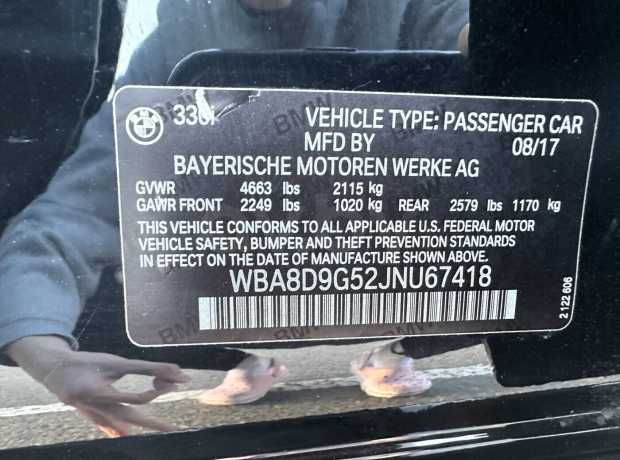 330i VEHICLE TYPE: PASSENGER CAR
MFD BY 08/17
BAYERISCHE MOTOREN WERKE AG
GVWR 4663 lbs 2115 kg
GAWR FRONT 2249 lbs 1020 kg REAR 2579 lbs 1170 kg
THIS VEHICLE CONFORMS TO ALL APPLICABLE U.S. FEDERAL MOTOR
VEHICLE SAFETY, BUMPER AND THEFT PREVENTION STANDARDS
IN EFFECT ON THE DATE OF MANUFACTURE SHOWN ABOVE.
WBA8D9G52JNU67418
2 122 606